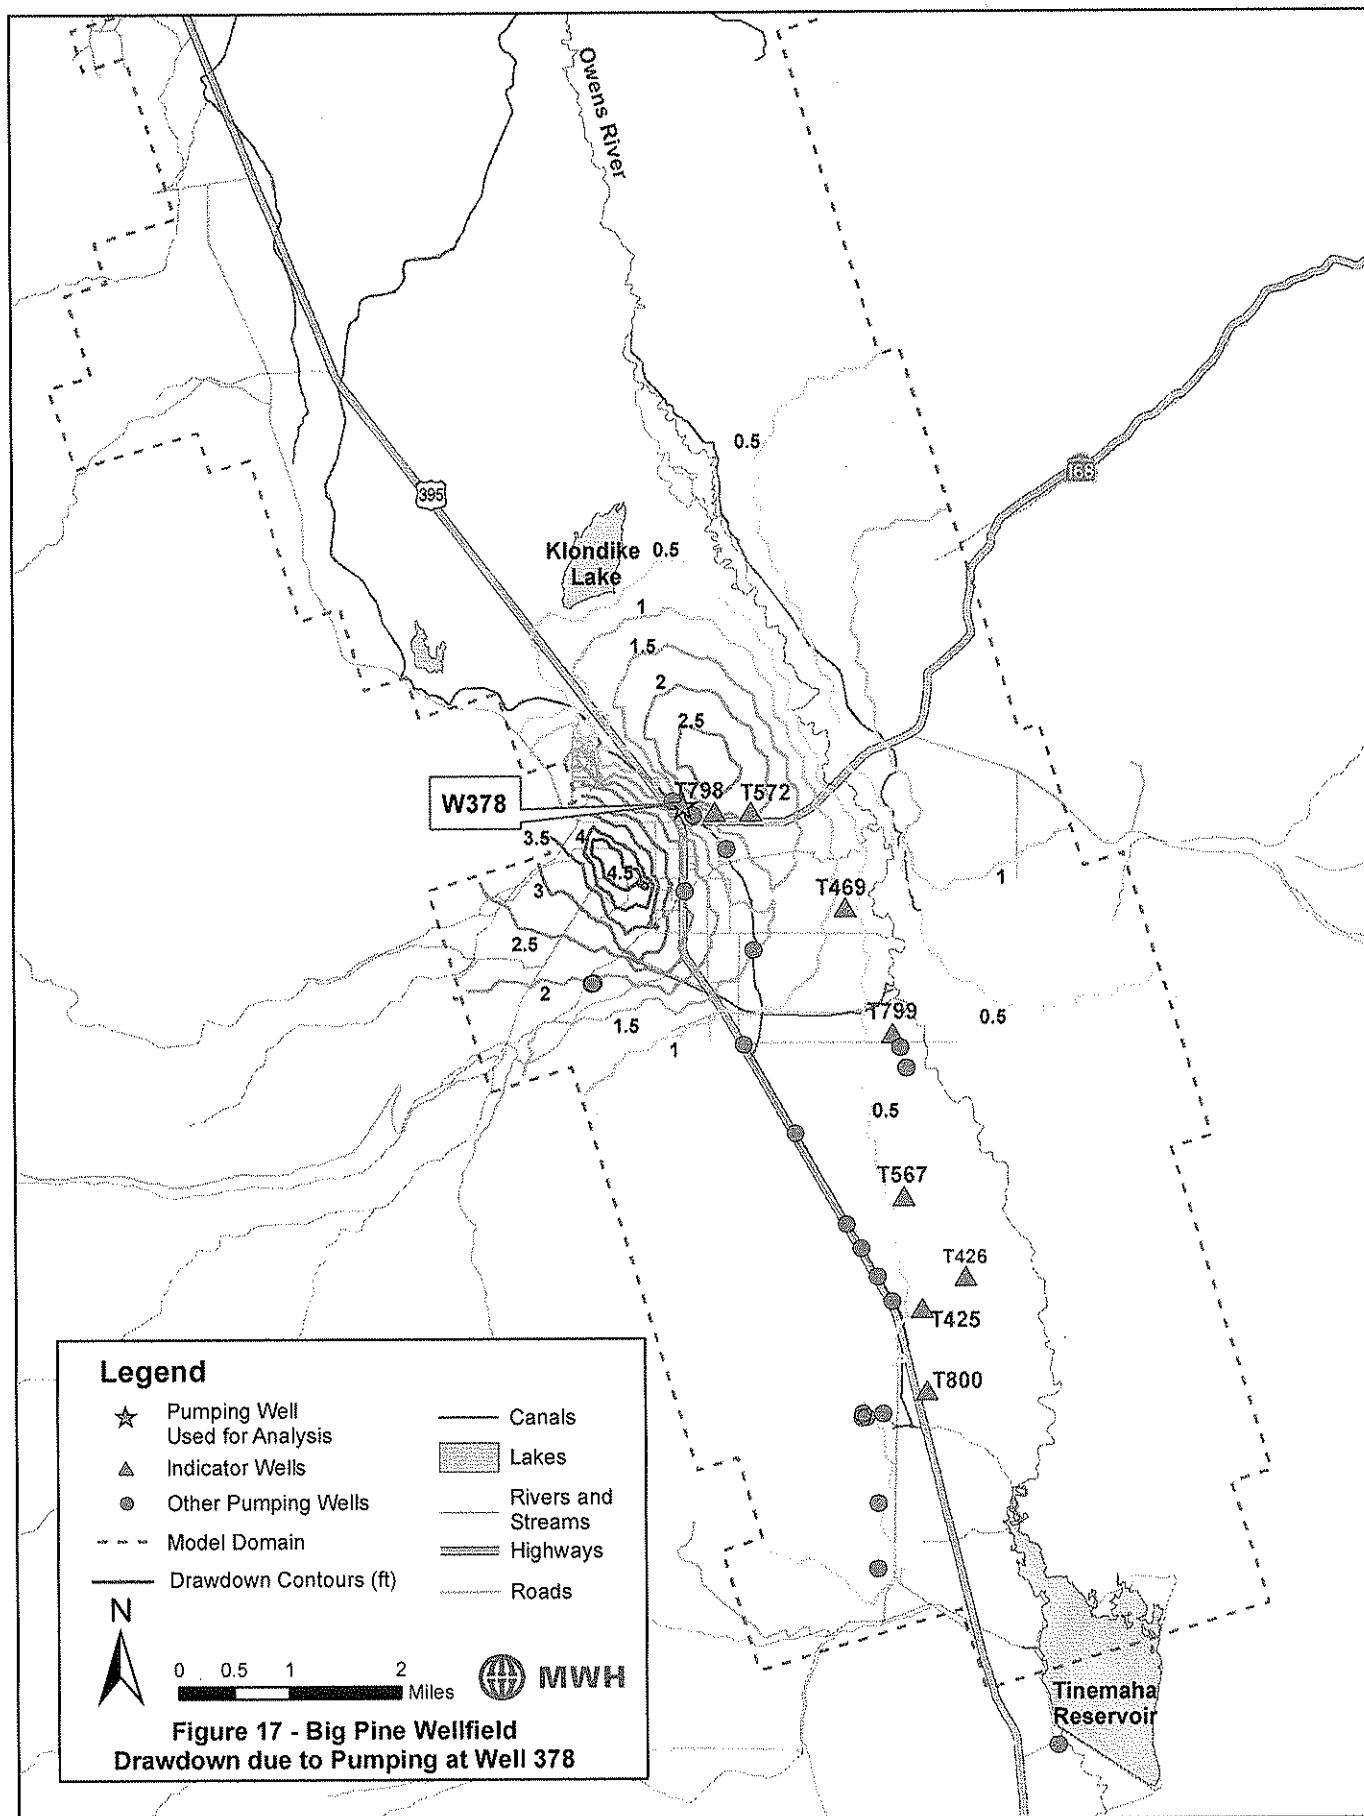 Owens River
0.5
168
395
Klondike
Lake
0.5
1
1.5
2
2.5
W378
T798
T572
3.5
4
4.5
3
T469
1
2.5
2
T799
0.5
1.5
1
0.5
T567
T426
T425
T800
Legend
Pumping Well
Used for Analysis
Indicator Wells
Other Pumping Wells
Model Domain
Drawdown Contours (ft)
Canals
Lakes
Rivers and
Streams
Highways
Roads
N
0 0.5 1 2
Miles
MWH
Figure 17 - Big Pine Wellfield
Drawdown due to Pumping at Well 378
Tinemaha
Reservoir